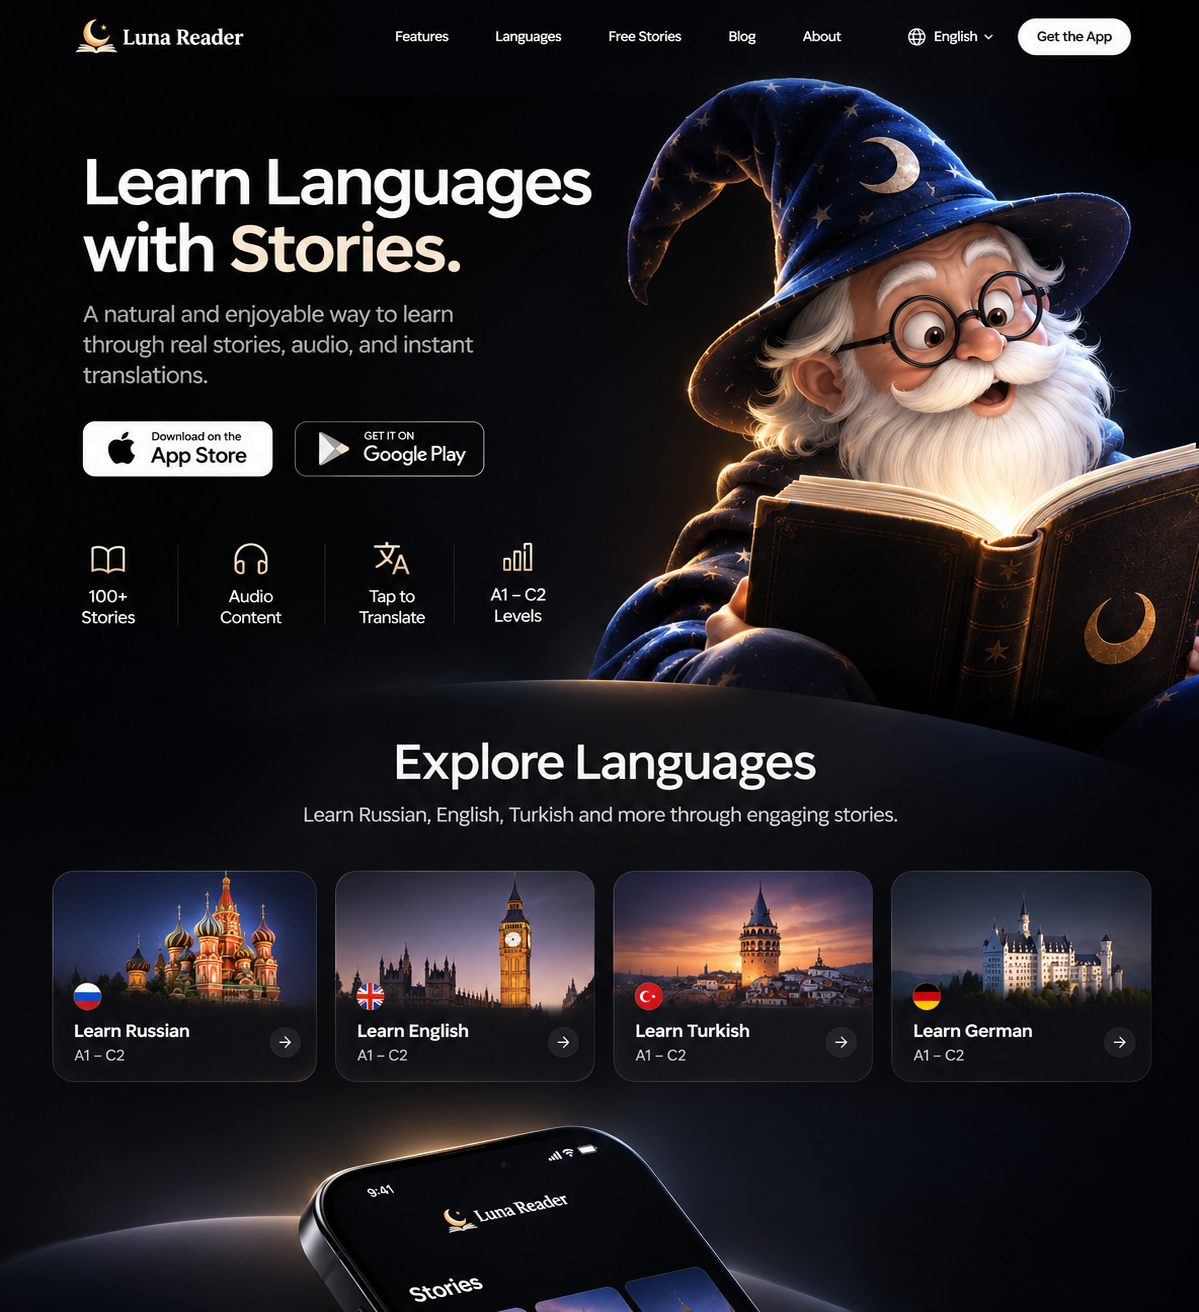 Luna Reader
Features
Languages
Free Stories
Blog
About
English
Get the App
Learn Languages
with Stories.
A natural and enjoyable way to learn
through real stories, audio, and instant
translations.
Download on the
App Store
GET IT ON
Google Play
100+
Stories
Audio
Content
Tap to
Translate
A1 – C2
Levels
Explore Languages
Learn Russian, English, Turkish and more through engaging stories.
Learn Russian
A1 – C2
Learn English
A1 – C2
Learn Turkish
A1 – C2
Learn German
A1 – C2
9:41
Luna Reader
Stories